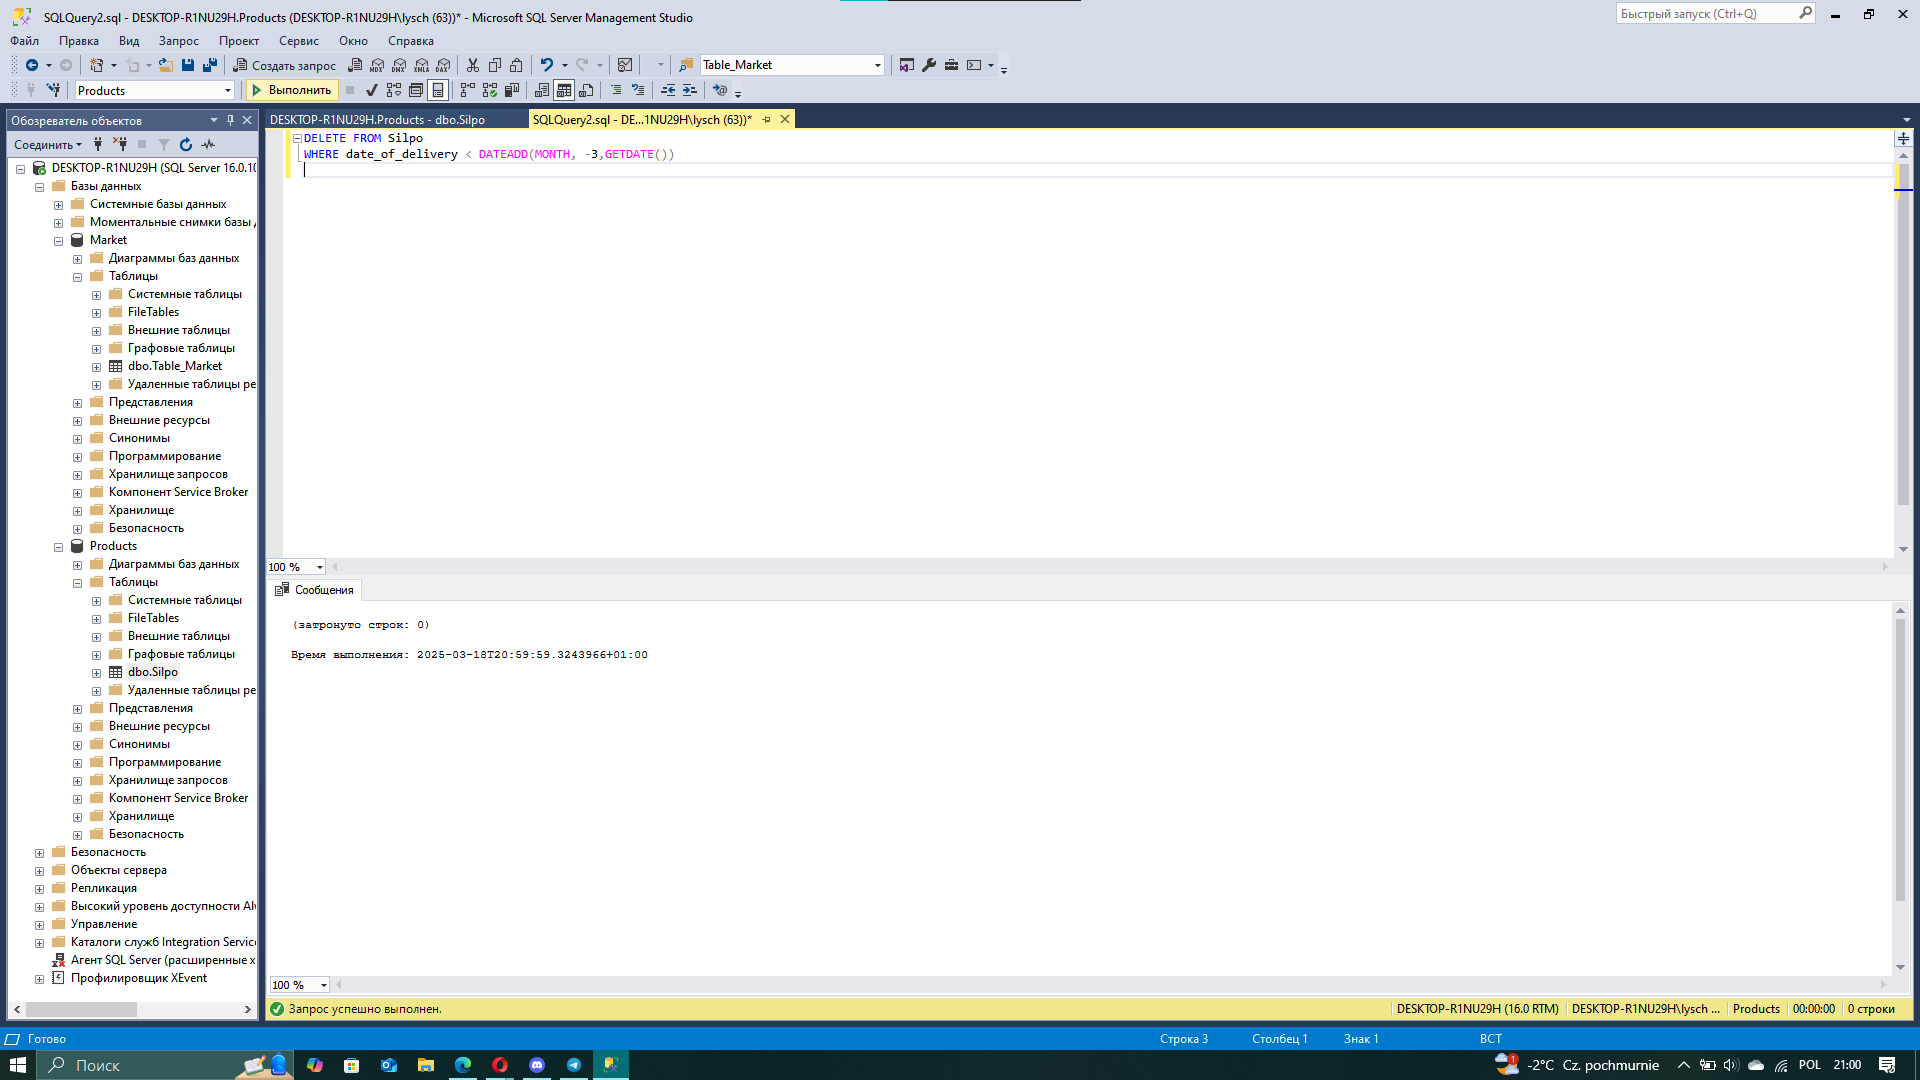 SQLQuery2.sql - DESKTOP-R1NU29H.Products (DESKTOP-R1NU29H\lysch (63))* - Microsoft SQL Server Management Studio
Быстрый запуск (Ctrl+Q)
Файл Правка Вид Запрос Проект Сервис Окно Справка
Создать запрос MDX DMX XMLA DAX Table_Market
Products Выполнить
Обозреватель объектов
DESKTOP-R1NU29H.Products - dbo.Silpo
SQLQuery2.sql - DE...1NU29H\lysch (63))*
Соединить
DESKTOP-R1NU29H (SQL Server 16.0.10
Базы данных
Системные базы данных
Моментальные снимки базы
Market
Диаграммы баз данных
Таблицы
Системные таблицы
FileTables
Внешние таблицы
Графовые таблицы
dbo.Table_Market
Удаленные таблицы ре
Представления
Внешние ресурсы
Синонимы
Программирование
Хранилище запросов
Компонент Service Broker
Хранилище
Безопасность
Products
Диаграммы баз данных
Таблицы
Системные таблицы
FileTables
Внешние таблицы
Графовые таблицы
dbo.Silpo
Удаленные таблицы ре
Представления
Внешние ресурсы
Синонимы
Программирование
Хранилище запросов
Компонент Service Broker
Хранилище
Безопасность
Безопасность
Объекты сервера
Репликация
Высокий уровень доступности Al
Управление
Каталоги служб Integration Servic
Агент SQL Server (расширенные х
Профилировщик XEvent
DELETE FROM Silpo
WHERE date_of_delivery < DATEADD(MONTH, -3,GETDATE())
100 %
Сообщения
(затронуто строк: 0)
Время выполнения: 2025-03-18T20:59:59.3243966+01:00
100 %
Запрос успешно выполнен.
DESKTOP-R1NU29H (16.0 RTM) DESKTOP-R1NU29H\lysch ... Products 00:00:00 0 строки
Готово
Строка 3 Столбец 1 Знак 1 ВСТ
Поиск
1 -2°C Cz. pochmurnie POL 21:00